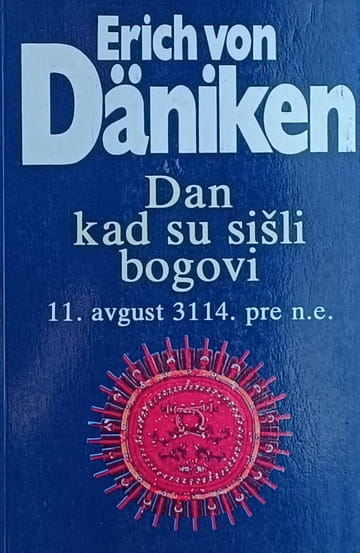 Erich von
Däniken
Dan
kad su sišli
bogovi
11. avgust 3114. pre n.e.